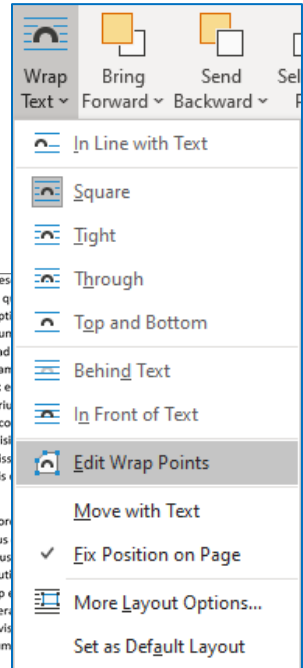 Wrap Bring Send Sel
Text Forward Backward
In Line with Text
Square
Tight
Through
Top and Bottom
Behind Text
In Front of Text
Edit Wrap Points
Move with Text
Fix Position on Page
More Layout Options...
Set as Default Layout